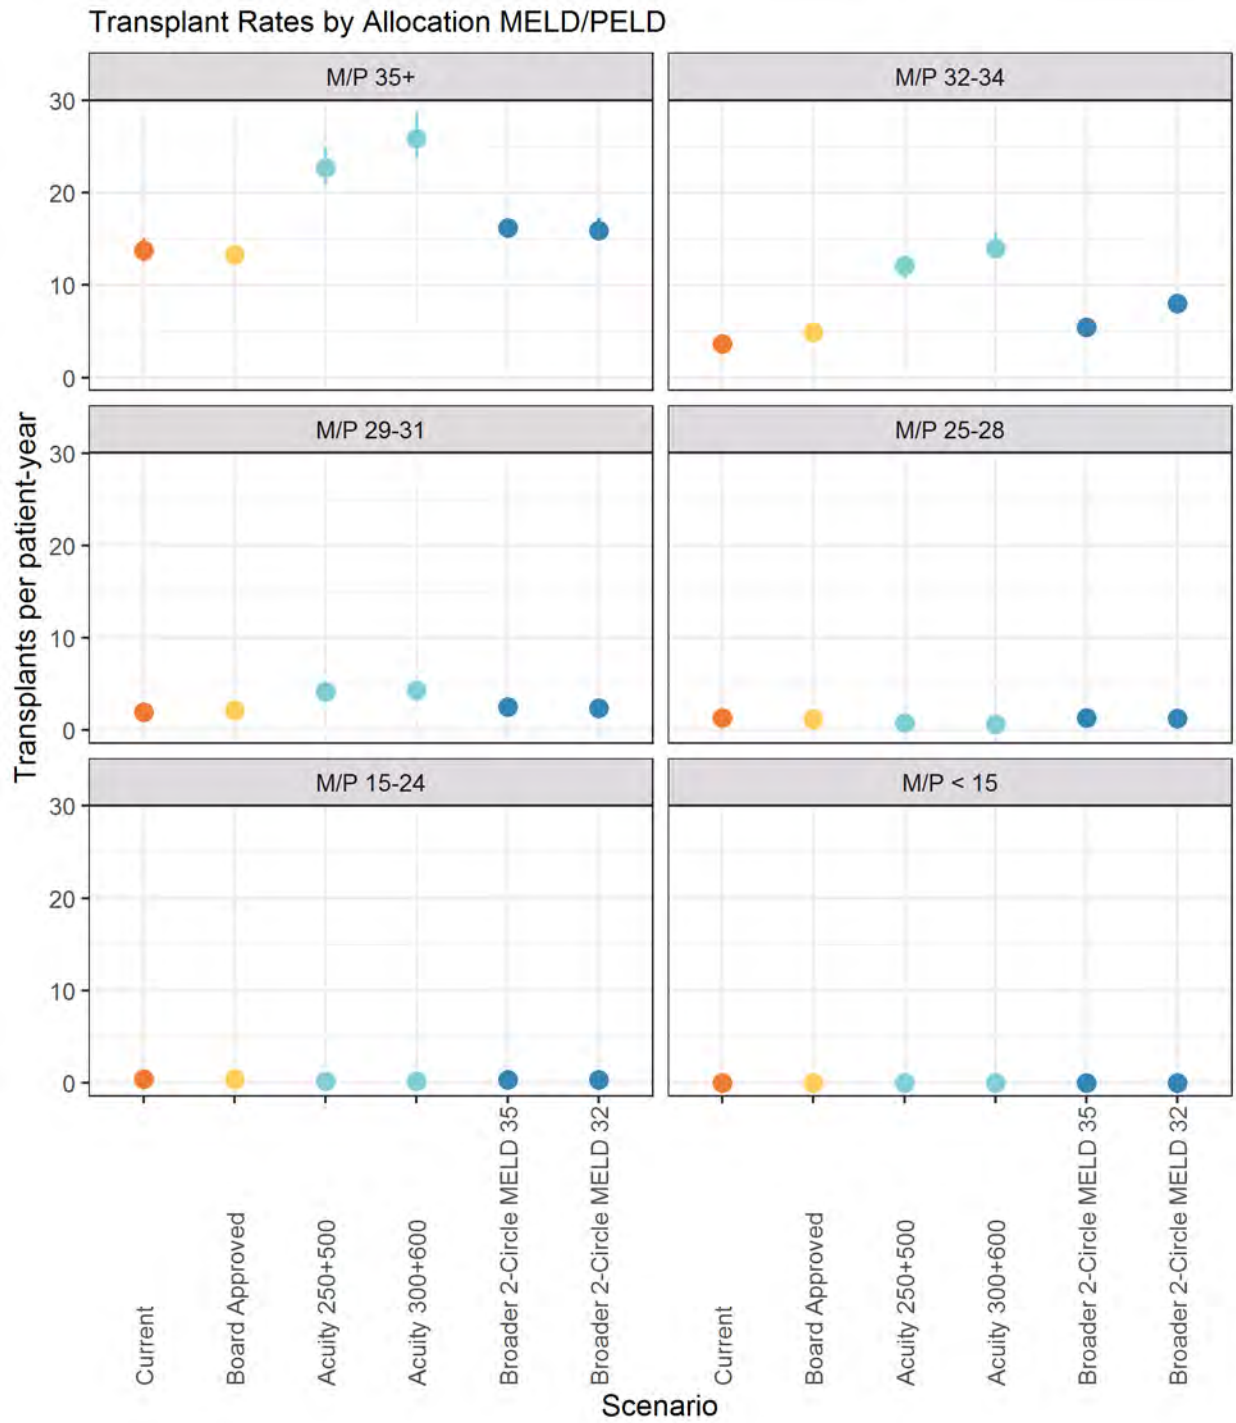 Transplant Rates by Allocation MELD/PELD
M/P 35+
M/P 32-34
30
20
10
0
M/P 29-31
M/P 25-28
30
20
10
0
M/P 15-24
M/P < 15
30
20
10
0
Transplants per patient-year
Current
Board Approved
Acuity 250+500
Acuity 300+600
Broader 2-Circle MELD 35
Broader 2-Circle MELD 32
Current
Board Approved
Acuity 250+500
Acuity 300+600
Broader 2-Circle MELD 35
Broader 2-Circle MELD 32
Scenario